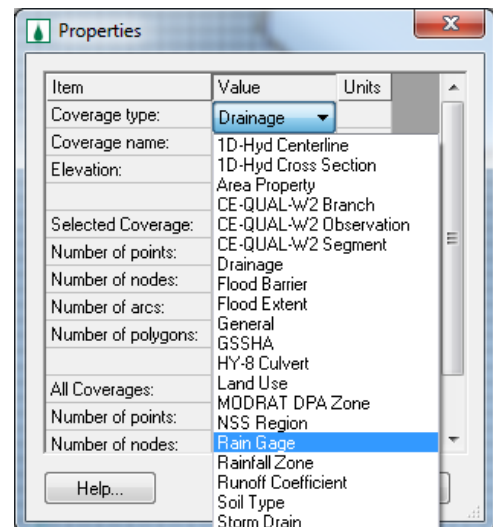 Properties
Item Value Units
Coverage type: Drainage
Coverage name:
Elevation:
Selected Coverage:
Number of points:
Number of nodes:
Number of arcs:
Number of polygons:
All Coverages:
Number of points:
Number of nodes:
1D-Hyd Centerline
1D-Hyd Cross Section
Area Property
CE-QUAL-W2 Branch
CE-QUAL-W2 Observation
CE-QUAL-W2 Segment
Drainage
Flood Barrier
Flood Extent
General
GSSHA
HY-8 Culvert
Land Use
MODRAT DPA Zone
NSS Region
Rain Gage
Rainfall Zone
Runoff Coefficient
Soil Type
Storm Drain
Help...